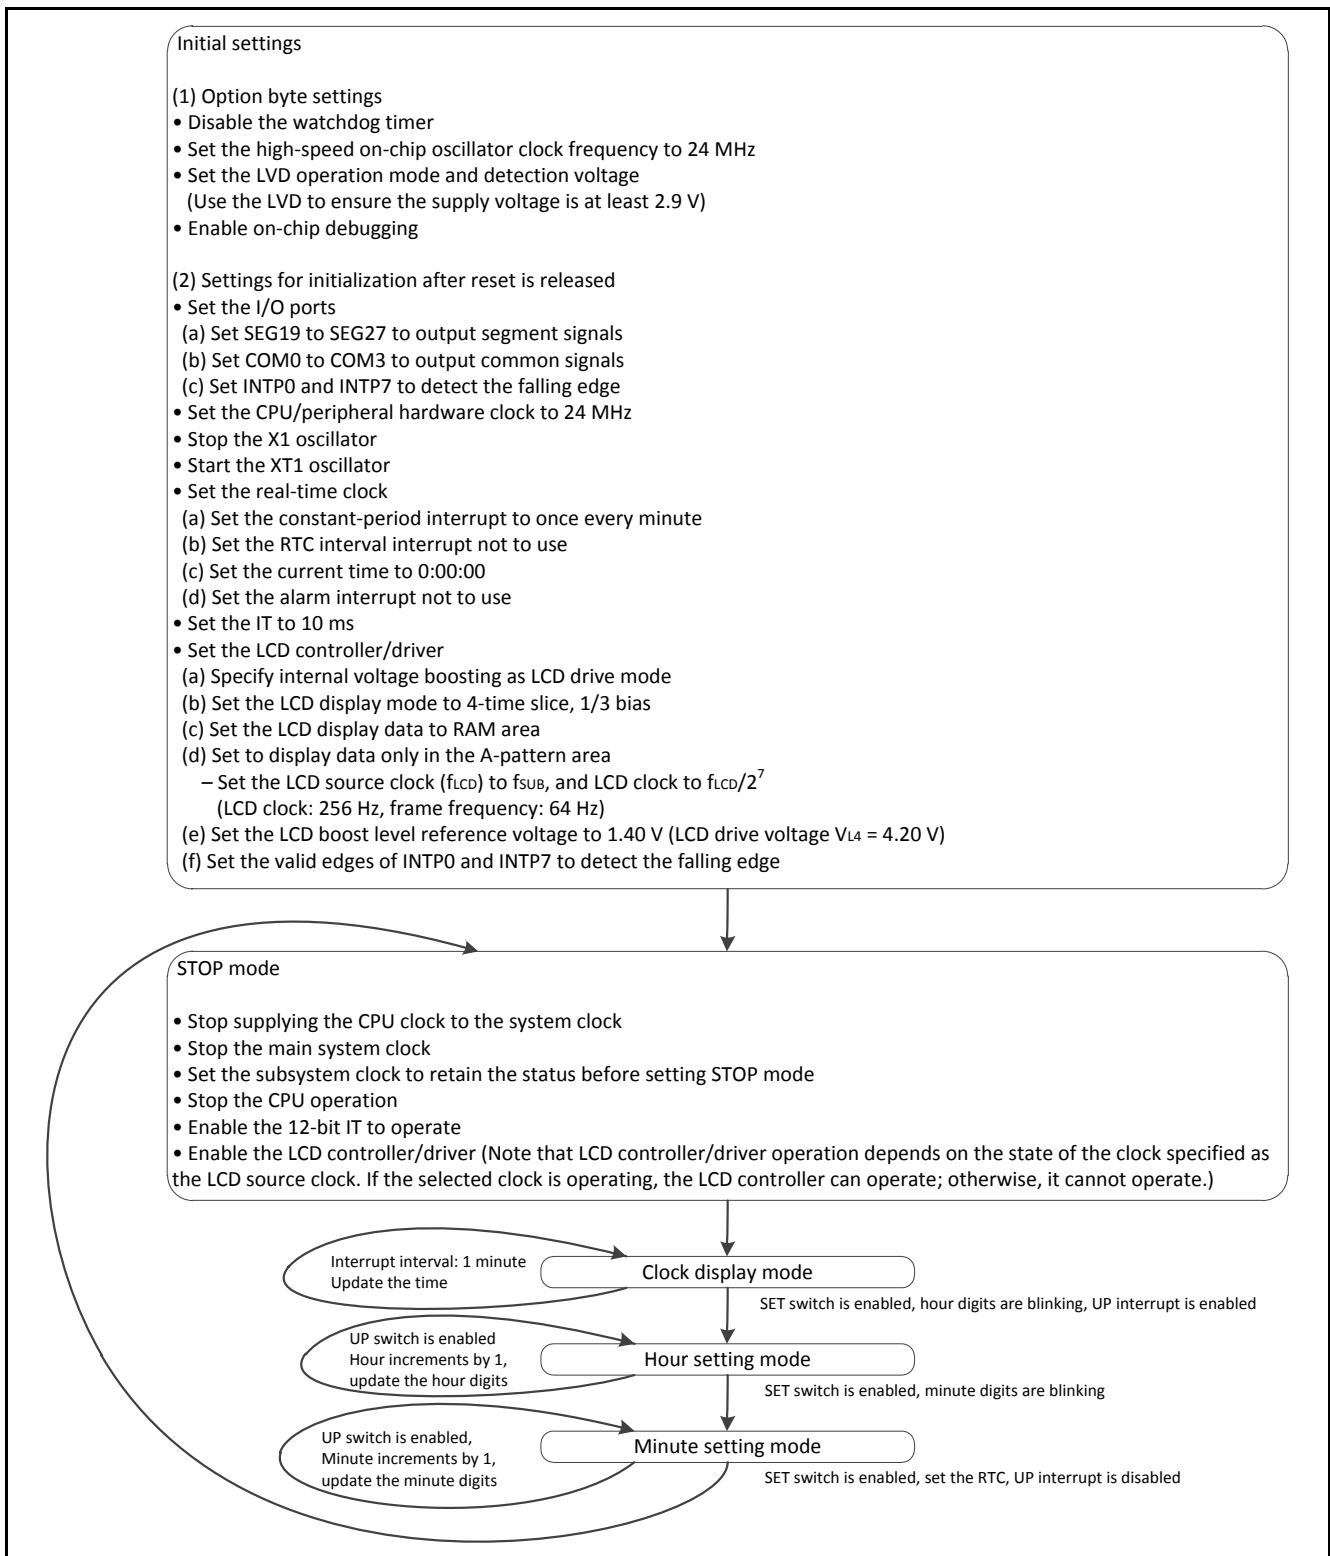 Initial settings
(1) Option byte settings
• Disable the watchdog timer
• Set the high-speed on-chip oscillator clock frequency to 24 MHz
• Set the LVD operation mode and detection voltage
(Use the LVD to ensure the supply voltage is at least 2.9 V)
• Enable on-chip debugging
(2) Settings for initialization after reset is released
• Set the I/O ports
(a) Set SEG19 to SEG27 to output segment signals
(b) Set COM0 to COM3 to output common signals
(c) Set INTP0 and INTP7 to detect the falling edge
• Set the CPU/peripheral hardware clock to 24 MHz
• Stop the X1 oscillator
• Start the XT1 oscillator
• Set the real-time clock
(a) Set the constant-period interrupt to once every minute
(b) Set the RTC interval interrupt not to use
(c) Set the current time to 0:00:00
(d) Set the alarm interrupt not to use
• Set the IT to 10 ms
• Set the LCD controller/driver
(a) Specify internal voltage boosting as LCD drive mode
(b) Set the LCD display mode to 4-time slice, 1/3 bias
(c) Set the LCD display data to RAM area
(d) Set to display data only in the A-pattern area
– Set the LCD source clock (fLCD) to fSUB, and LCD clock to fLCD/2⁷
(LCD clock: 256 Hz, frame frequency: 64 Hz)
(e) Set the LCD boost level reference voltage to 1.40 V (LCD drive voltage VL4 = 4.20 V)
(f) Set the valid edges of INTP0 and INTP7 to detect the falling edge
STOP mode
• Stop supplying the CPU clock to the system clock
• Stop the main system clock
• Set the subsystem clock to retain the status before setting STOP mode
• Stop the CPU operation
• Enable the 12-bit IT to operate
• Enable the LCD controller/driver (Note that LCD controller/driver operation depends on the state of the clock specified as
the LCD source clock. If the selected clock is operating, the LCD controller can operate; otherwise, it cannot operate.)
Interrupt interval: 1 minute
Update the time
Clock display mode
SET switch is enabled, hour digits are blinking, UP interrupt is enabled
UP switch is enabled
Hour increments by 1,
update the hour digits
Hour setting mode
SET switch is enabled, minute digits are blinking
UP switch is enabled,
Minute increments by 1,
update the minute digits
Minute setting mode
SET switch is enabled, set the RTC, UP interrupt is disabled